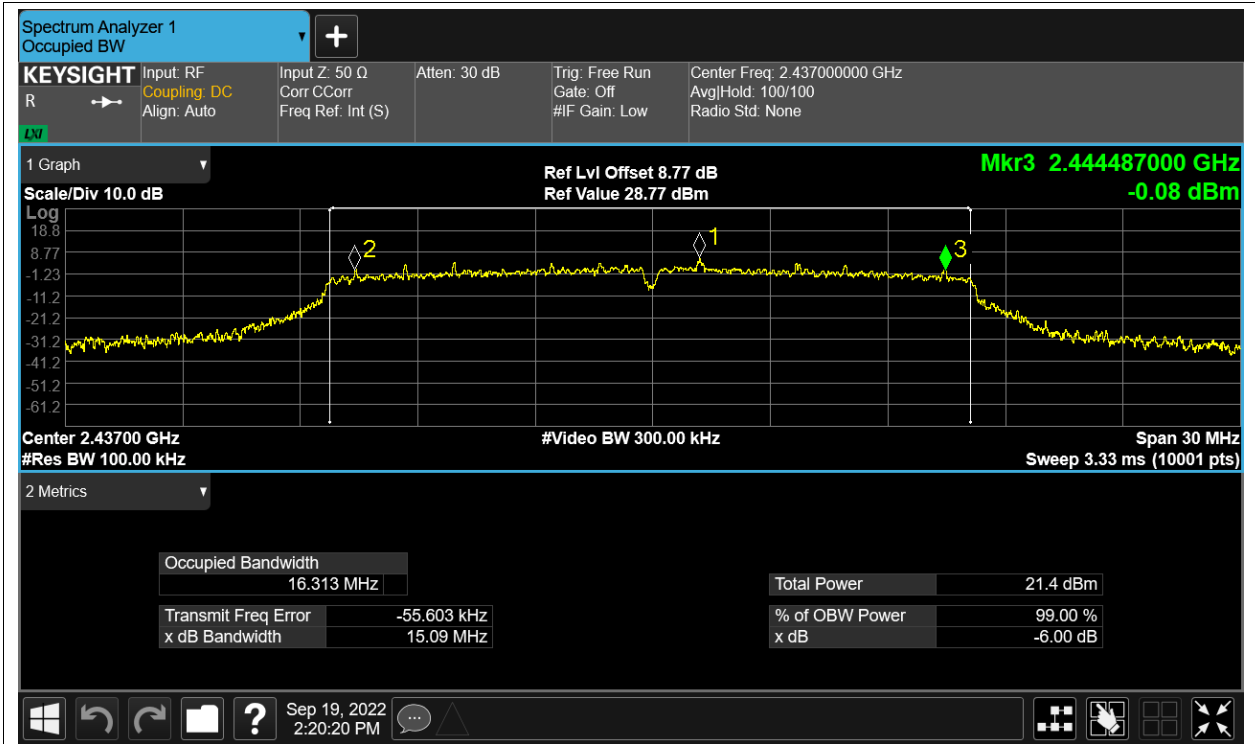 Spectrum Analyzer 1
Occupied BW
KEYSIGHT
R
LXI
Input: RF
Coupling: DC
Align: Auto
Input Z: 50 Ω
Corr CCorr
Freq Ref: Int (S)
Atten: 30 dB
Trig: Free Run
Gate: Off
#IF Gain: Low
Center Freq: 2.437000000 GHz
Avg|Hold: 100/100
Radio Std: None
1 Graph
Scale/Div 10.0 dB
Ref Lvl Offset 8.77 dB
Ref Value 28.77 dBm
Mkr3 2.444487000 GHz
-0.08 dBm
Log
18.8
8.77
-1.23
-11.2
-21.2
-31.2
-41.2
-51.2
-61.2
2
1
3
Center 2.43700 GHz
#Res BW 100.00 kHz
#Video BW 300.00 kHz
Span 30 MHz
Sweep 3.33 ms (10001 pts)
2 Metrics
Occupied Bandwidth
16.313 MHz
Transmit Freq Error -55.603 kHz
x dB Bandwidth 15.09 MHz
Total Power 21.4 dBm
% of OBW Power 99.00 %
x dB -6.00 dB
?
Sep 19, 2022
2:20:20 PM